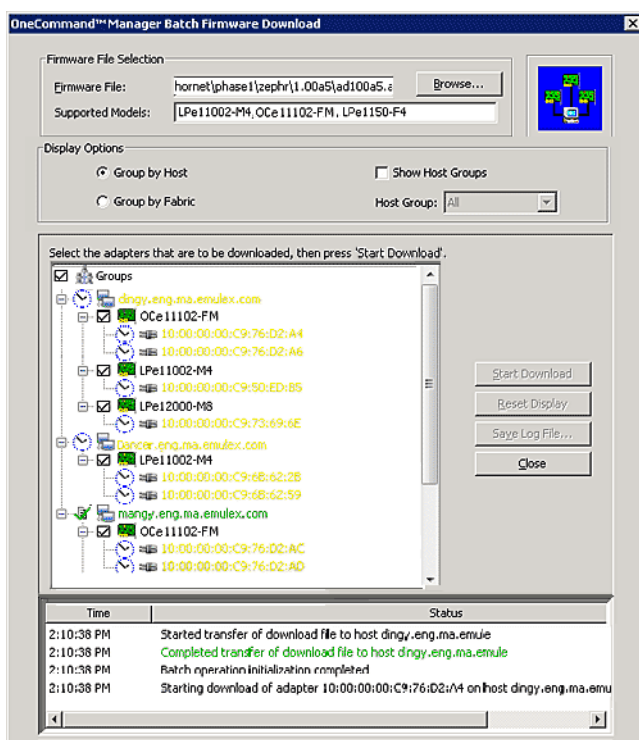 OneCommand™ Manager Batch Firmware Download
Firmware File Selection
Firmware File: hornet\phase1\zephr\1.00a5\ad100a5.a Browse...
Supported Models: LPe11002-M4,OCe11102-FM, LPe1150-F4
Display Options
Group by Host Show Host Groups
Group by Fabric Host Group: All
Select the adapters that are to be downloaded, then press 'Start Download'.
Groups
dingy.eng.ma.emulex.com
OCe11102-FM
10:00:00:00:C9:76:D2:A4
10:00:00:00:C9:76:D2:A6
LPe11002-M4
10:00:00:00:C9:50:ED:85
LPe12000-M8
10:00:00:00:C9:73:69:6E
Dancer.eng.ma.emulex.com
LPe11002-M4
10:00:00:00:C9:6B:62:2B
10:00:00:00:C9:6B:62:59
mangy.eng.ma.emulex.com
OCe11102-FM
10:00:00:00:C9:76:D2:AC
10:00:00:00:C9:76:D2:AD
Start Download
Reset Display
Save Log File...
Close
Time Status
2:10:38 PM Started transfer of download file to host dingy.eng.ma.emule
2:10:38 PM Completed transfer of download file to host dingy.eng.ma.emule
2:10:38 PM Batch operation initialization completed
2:10:38 PM Starting download of adapter 10:00:00:00:C9:76:D2:A4 on host dingy.eng.ma.emu